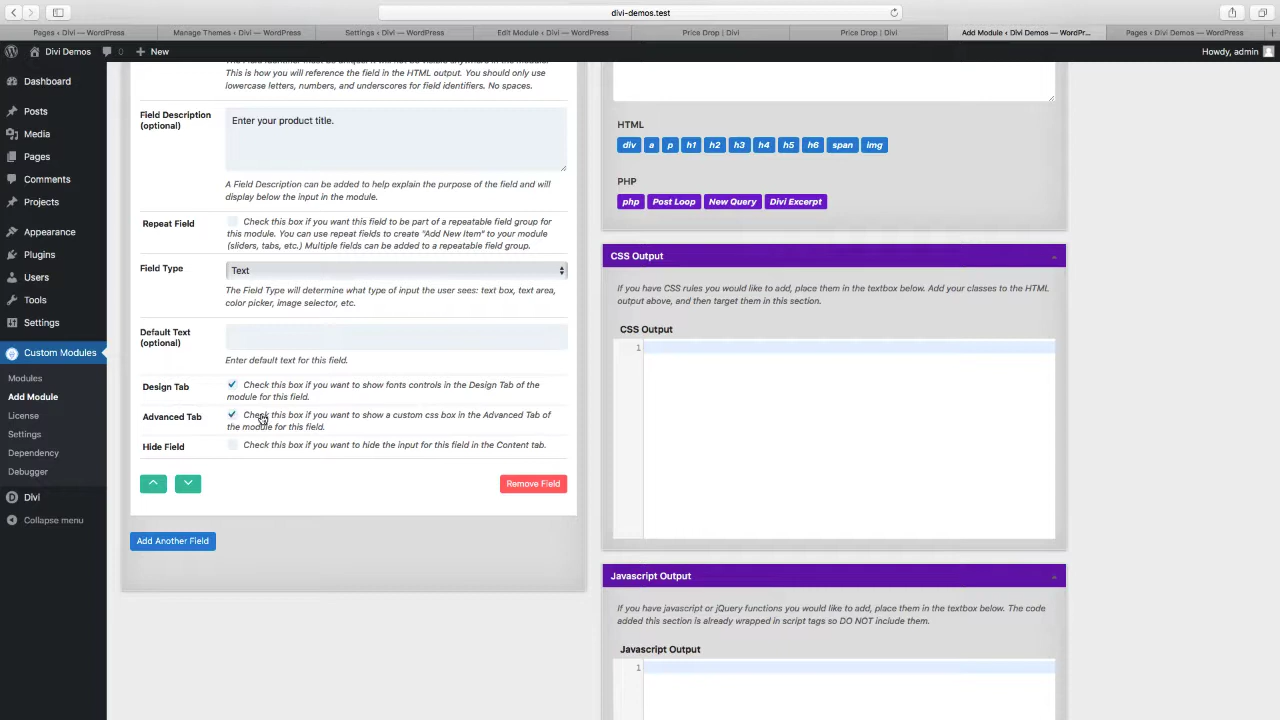 divi-demos.test
Pages ‹ Divi — WordPress
Manage Themes ‹ Divi — WordPress
Settings ‹ Divi — WordPress
Edit Module ‹ Divi — WordPress
Price Drop | Divi
Price Drop | Divi
Add Module ‹ Divi Demos — WordPr...
Pages ‹ Divi Demos — WordPress
Divi Demos
0
New
Howdy, admin
Dashboard
Posts
Media
Pages
Comments
Projects
Appearance
Plugins
Users
Tools
Settings
Custom Modules
Modules
Add Module
License
Settings
Dependency
Debugger
Divi
Collapse menu
This is how you will reference the field in the HTML output. You should only use
lowercase letters, numbers, and underscores for field identifiers. No spaces.
Field Description
(optional)
Enter your product title.
A Field Description can be added to help explain the purpose of the field and will
display below the input in the module.
Repeat Field
Check this box if you want this field to be part of a repeatable field group for
this module. You can use repeat fields to create "Add New Item" to your module
(sliders, tabs, etc.) Multiple fields can be added to a repeatable field group.
Field Type
Text
The Field Type will determine what type of input the user sees: text box, text area,
color picker, image selector, etc.
Default Text
(optional)
Enter default text for this field.
Design Tab
Check this box if you want to show fonts controls in the Design Tab of the
module for this field.
Advanced Tab
Check this box if you want to show a custom css box in the Advanced Tab of
the module for this field.
Hide Field
Check this box if you want to hide the input for this field in the Content tab.
Remove Field
Add Another Field
HTML
div a p h1 h2 h3 h4 h5 h6 span img
PHP
php Post Loop New Query Divi Excerpt
CSS Output
If you have CSS rules you would like to add, place them in the textbox below. Add your classes to the HTML
output above, and then target them in this section.
CSS Output
1
Javascript Output
If you have javascript or jQuery functions you would like to add, place them in the textbox below. The code
added this section is already wrapped in script tags so DO NOT include them.
Javascript Output
1